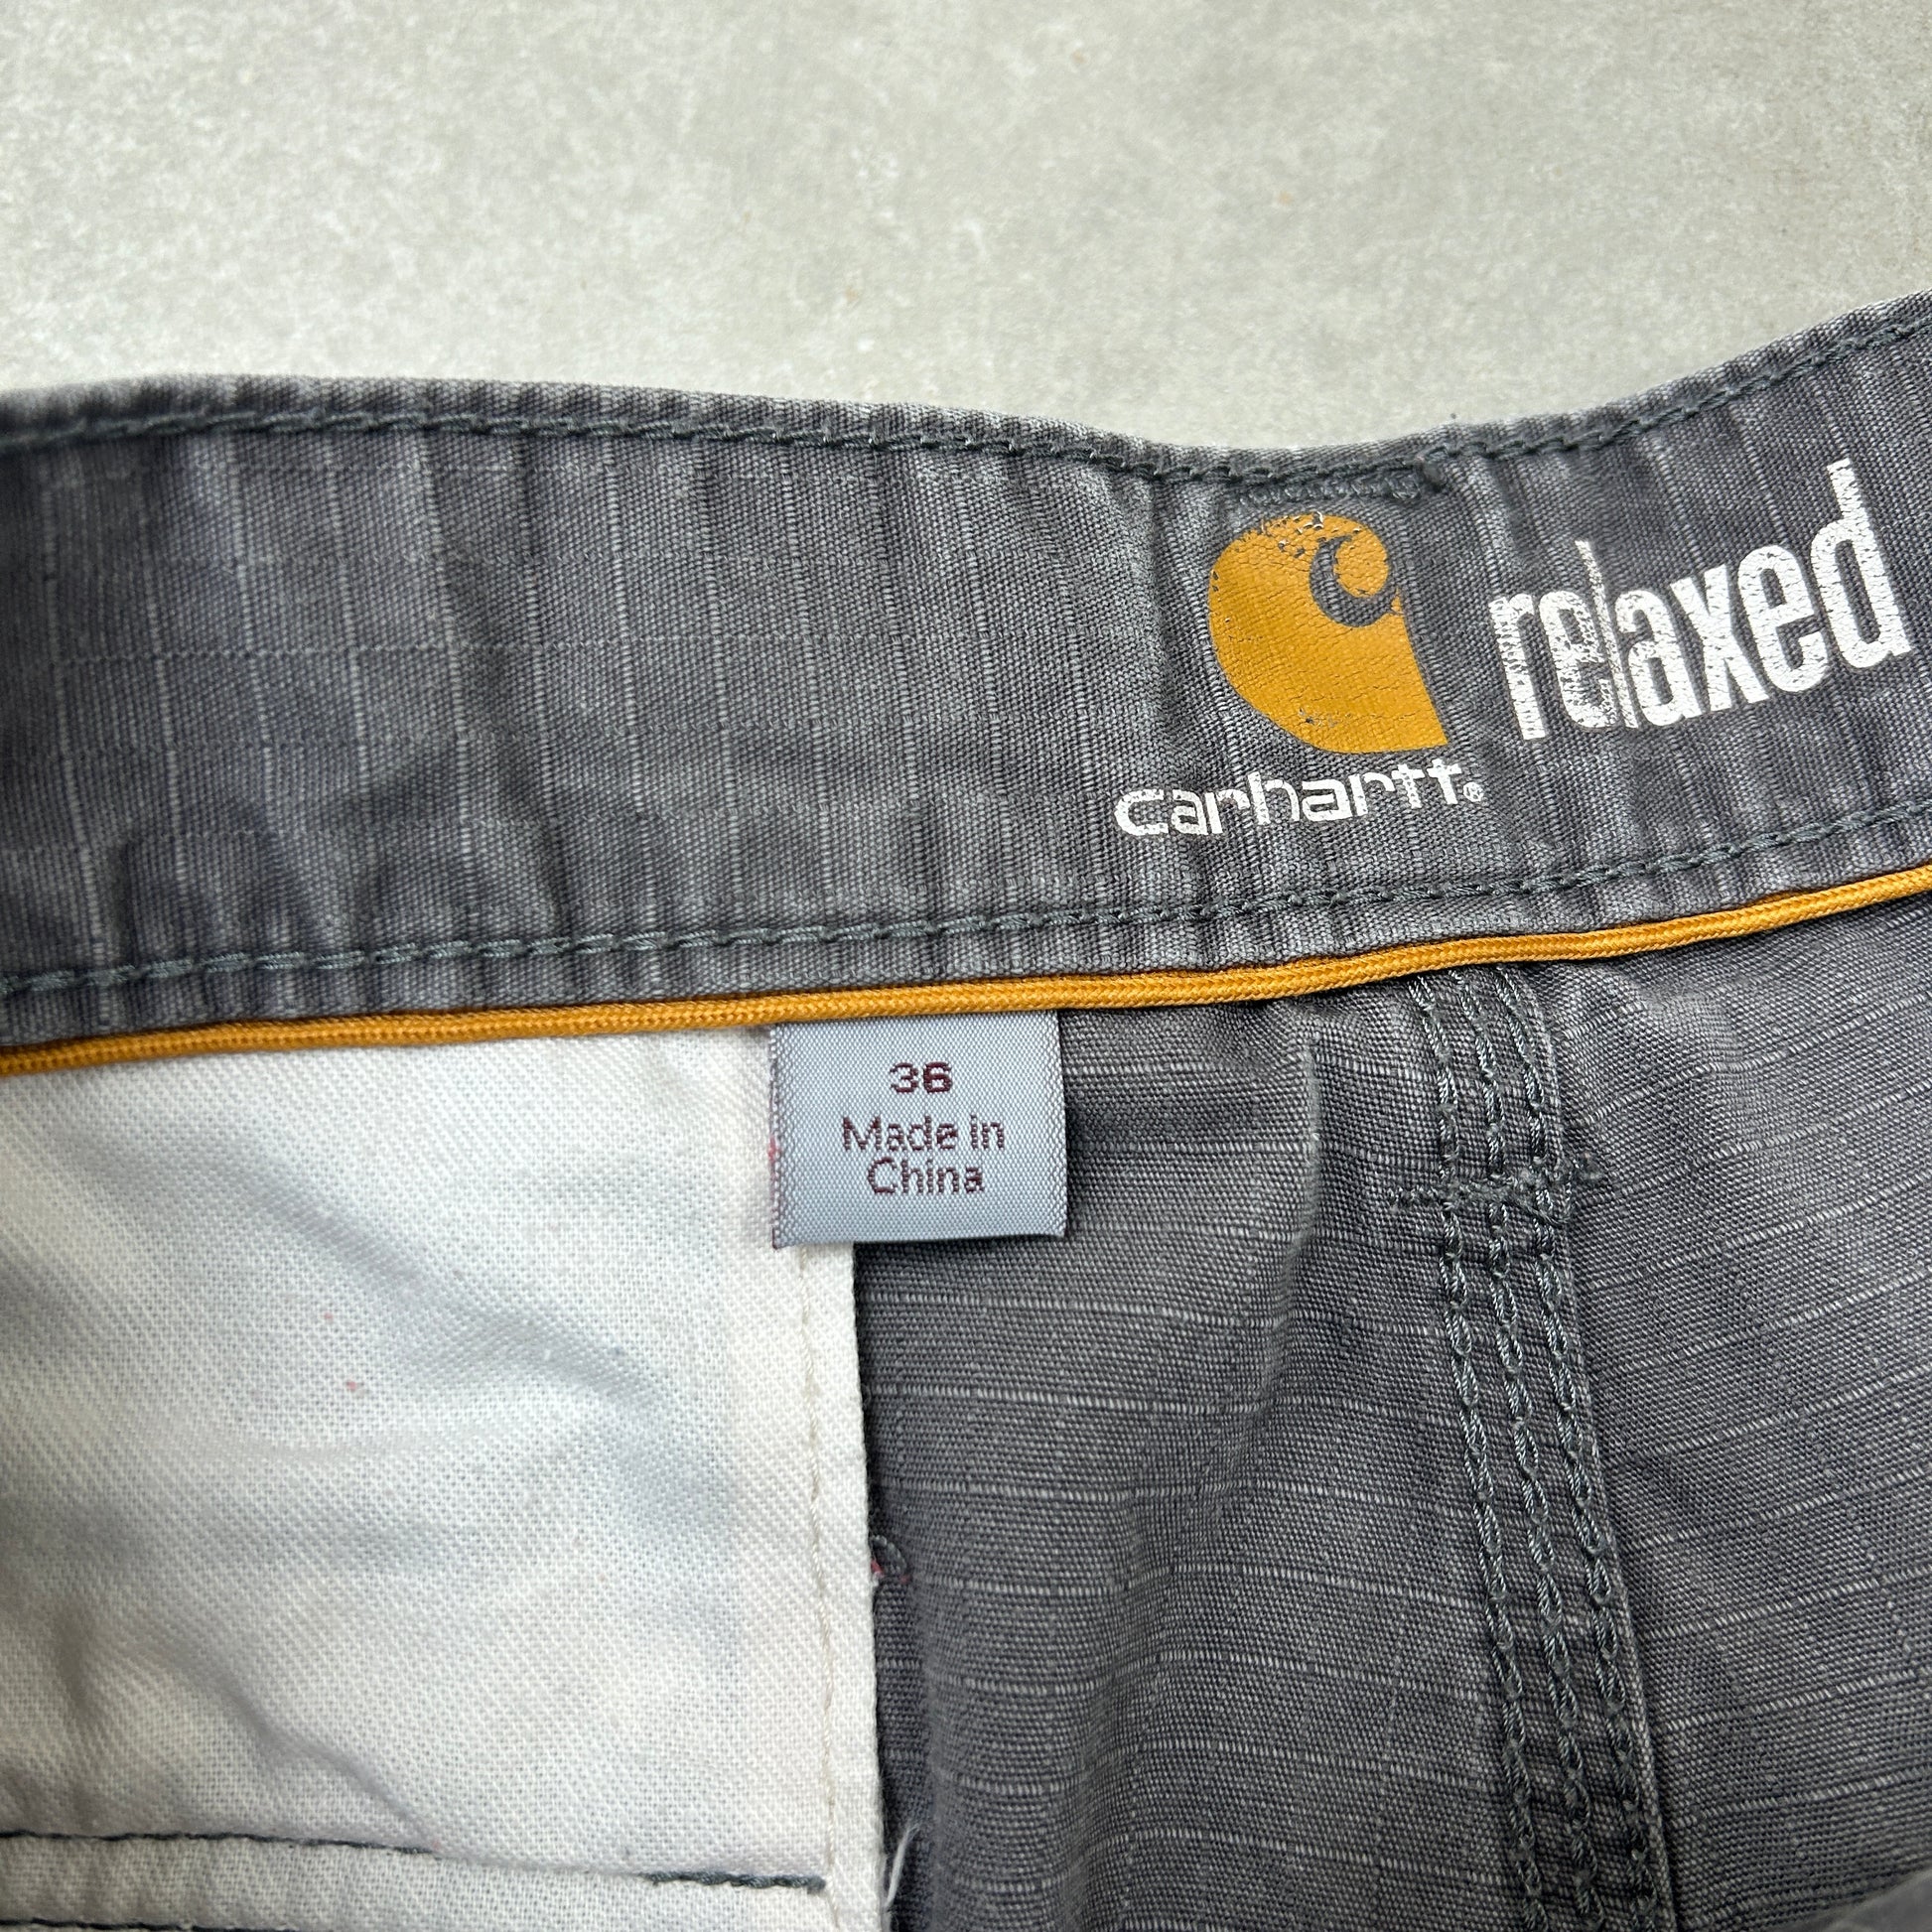 relaxed
carhartt®
36
Made in
China